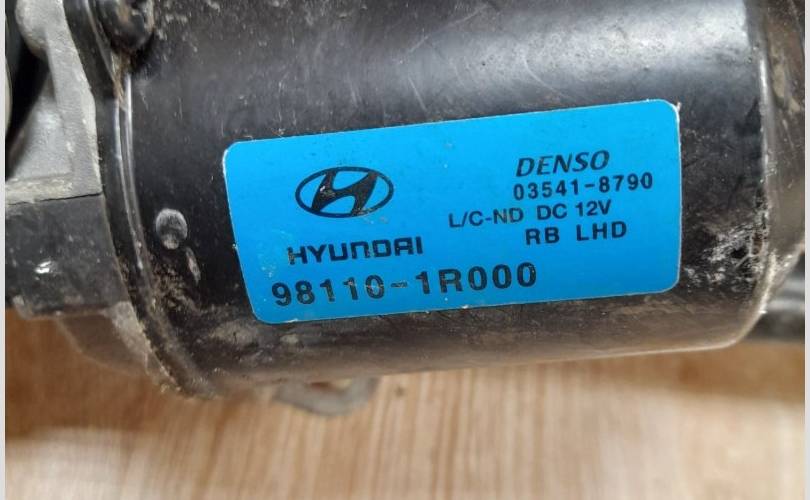 DENSO
03541-8790
L/C-ND DC 12V
HYUNDAI
RB LHD
98110-1R000